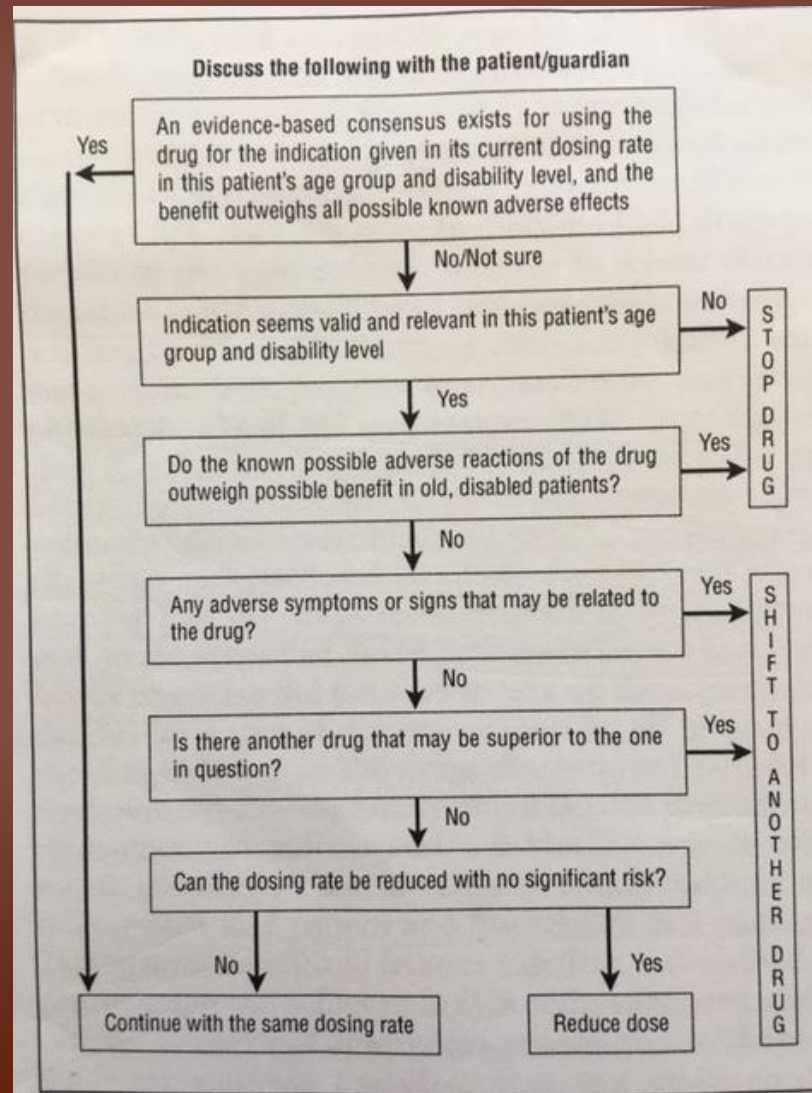 Discuss the following with the patient/guardian
An evidence-based consensus exists for using the
drug for the indication given in its current dosing rate
in this patient's age group and disability level, and the
benefit outweighs all possible known adverse effects
Yes
No/Not sure
Indication seems valid and relevant in this patient's age
group and disability level
No
STOP DRUG
Yes
Do the known possible adverse reactions of the drug
outweigh possible benefit in old, disabled patients?
Yes
No
Any adverse symptoms or signs that may be related to
the drug?
Yes
SHIFT TO ANOTHER DRUG
No
Is there another drug that may be superior to the one
in question?
Yes
No
Can the dosing rate be reduced with no significant risk?
No
Yes
Continue with the same dosing rate
Reduce dose